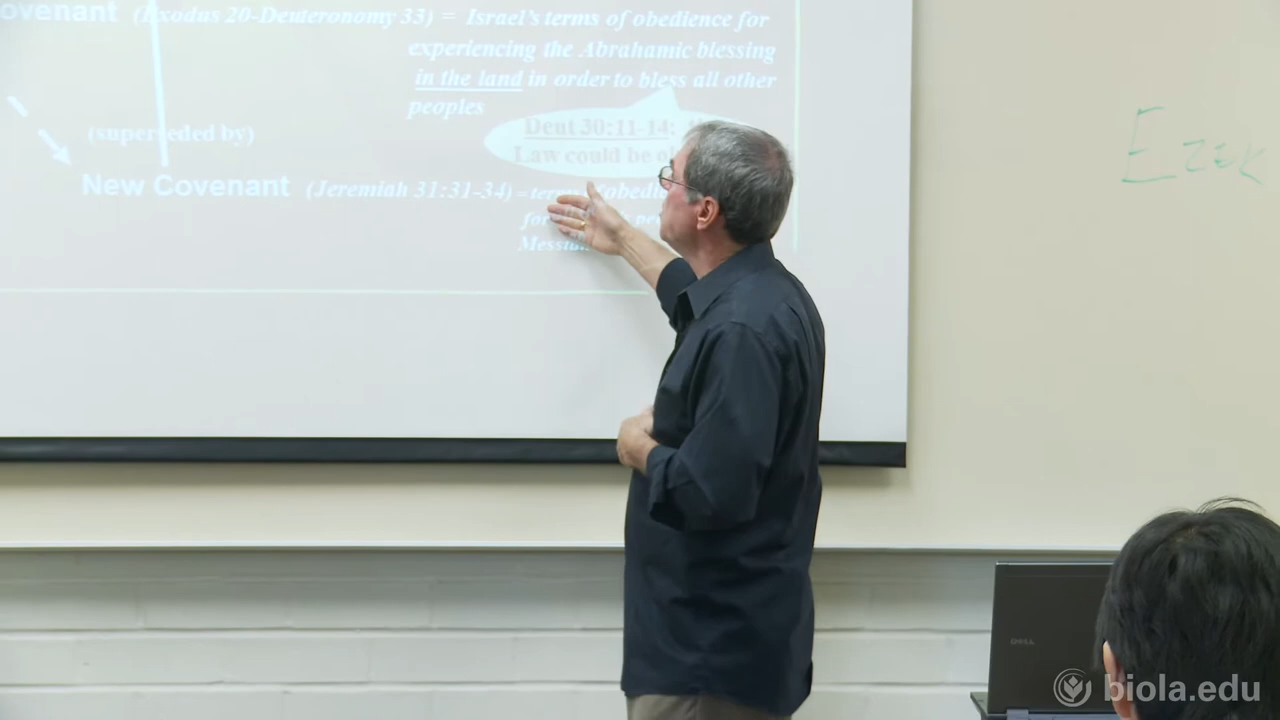 ovenant (Exodus 20-Deuteronomy 33) = Israel's terms of obedience for
experiencing the Abrahamic blessing
in the land in order to bless all other
peoples
(superseded by)
Deut 30:11-14:
Law could be
New Covenant (Jeremiah 31:31-34) =
for
EZEK
DELL
biola.edu